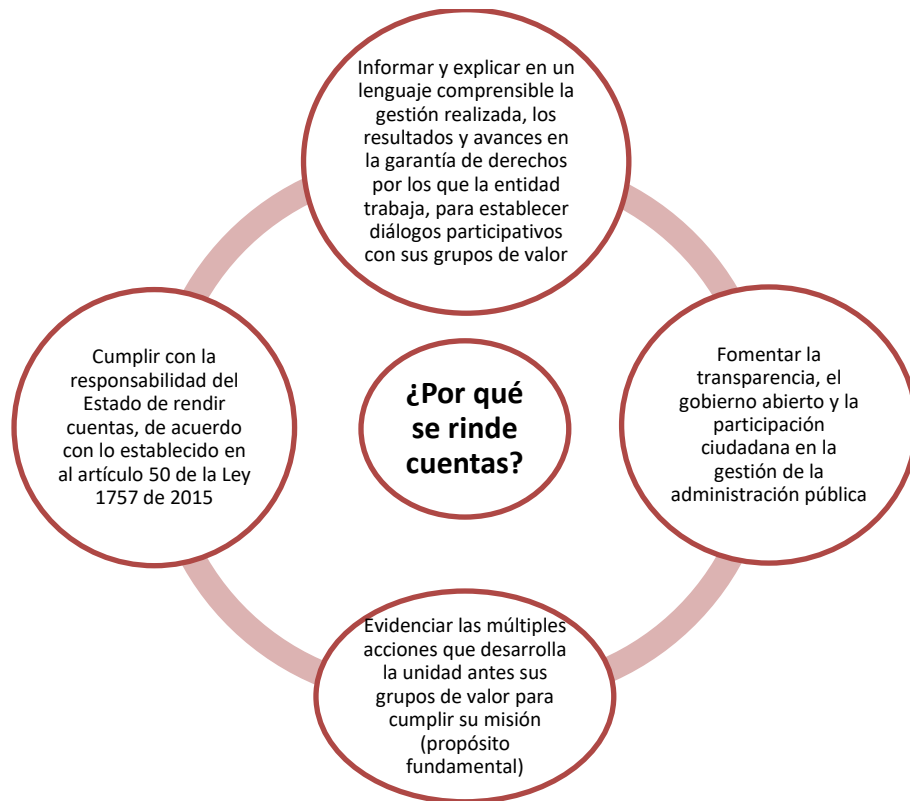 Informar y explicar en un
lenguaje comprensible la
gestión realizada, los
resultados y avances en
la garantía de derechos
por los que la entidad
trabaja, para establecer
diálogos participativos
con sus grupos de valor
Cumplir con la
responsabilidad del
Estado de rendir
cuentas, de acuerdo
con lo establecido en
al artículo 50 de la Ley
1757 de 2015
¿Por qué
se rinde
cuentas?
Fomentar la
transparencia, el
gobierno abierto y la
participación
ciudadana en la
gestión de la
administración pública
Evidenciar las múltiples
acciones que desarrolla
la unidad antes sus
grupos de valor para
cumplir su misión
(propósito
fundamental)